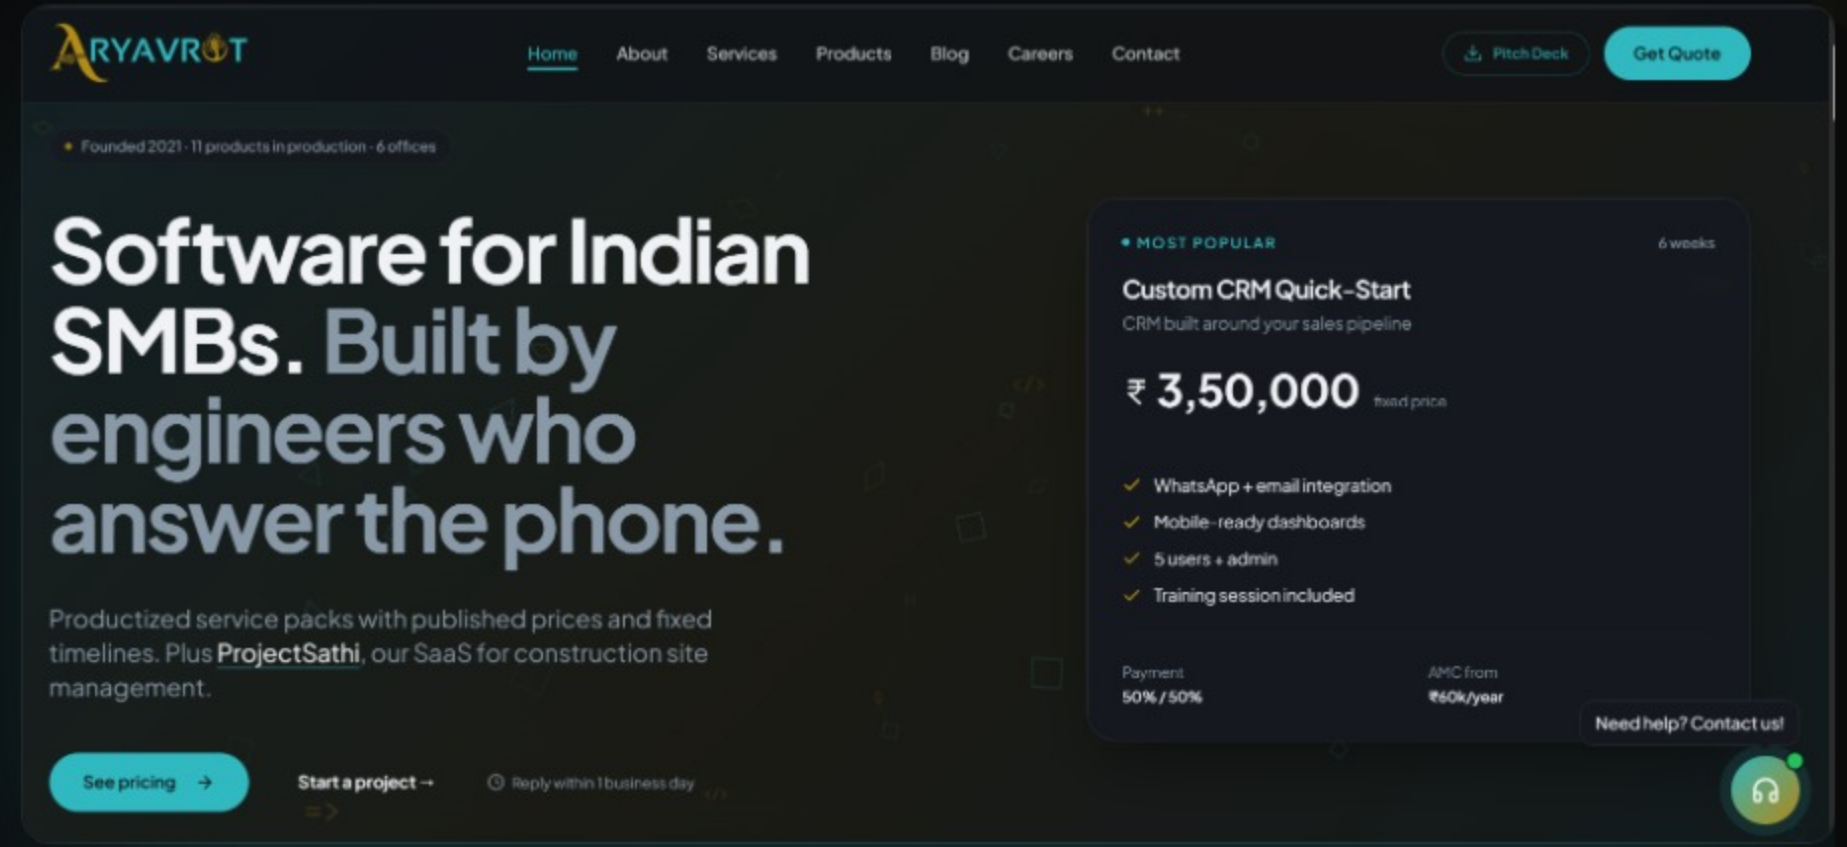 ARYAVROT
Home About Services Products Blog Careers Contact
Pitch Deck
Get Quote
Founded 2021 · 11 products in production · 6 offices
Software for Indian
SMBs. Built by
engineers who
answer the phone.
Productized service packs with published prices and fixed
timelines. Plus ProjectSathi, our SaaS for construction site
management.
See pricing →
Start a project →
Reply within 1 business day
MOST POPULAR
6 weeks
Custom CRM Quick-Start
CRM built around your sales pipeline
₹ 3,50,000 fixed price
WhatsApp + email integration
Mobile-ready dashboards
5 users + admin
Training session included
Payment
50% / 50%
AMC from
₹60k/year
Need help? Contact us!